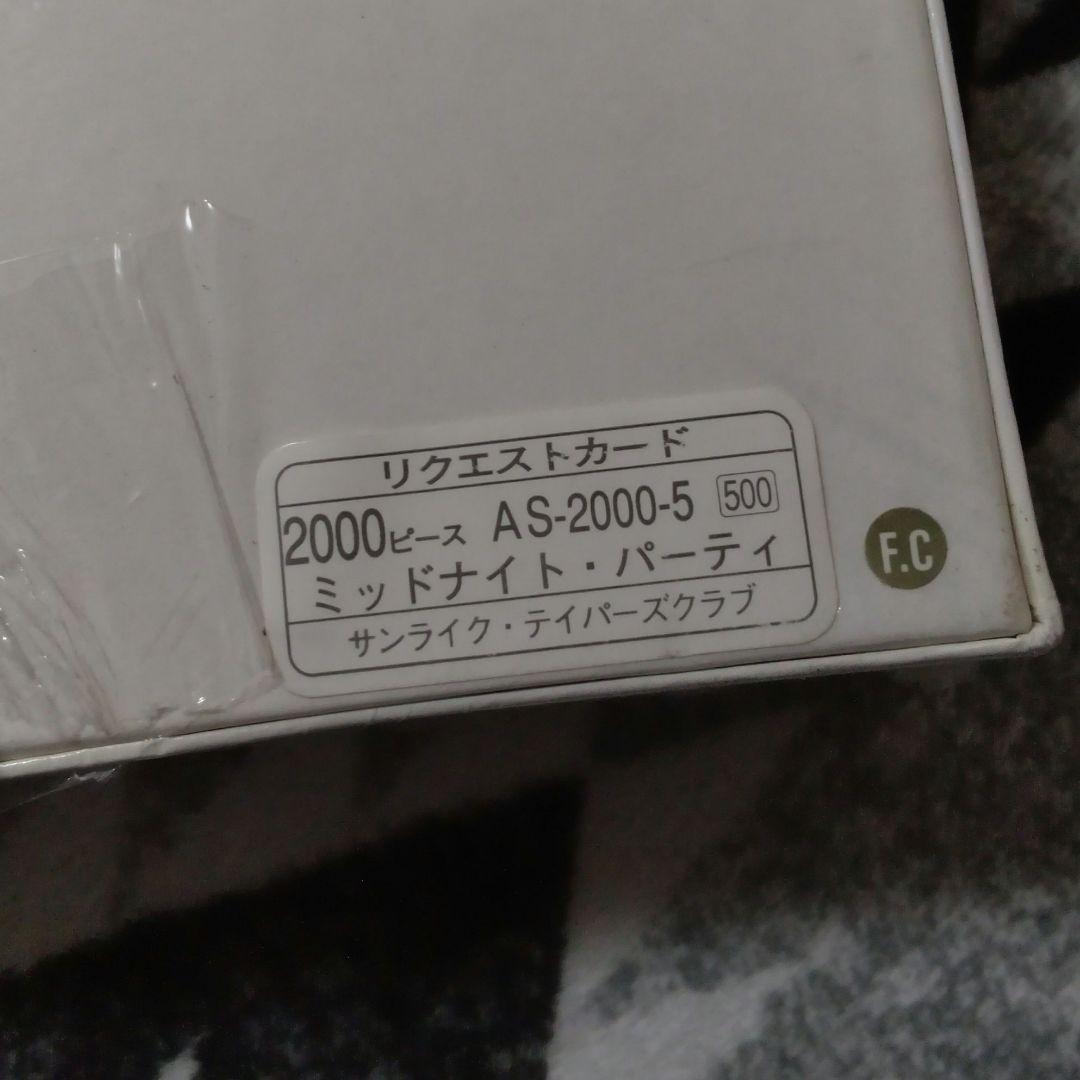 リクエストカード
2000ピース AS-2000-5 500
ミッドナイト・パーティ
サンライク・テイパーズクラブ
F.C